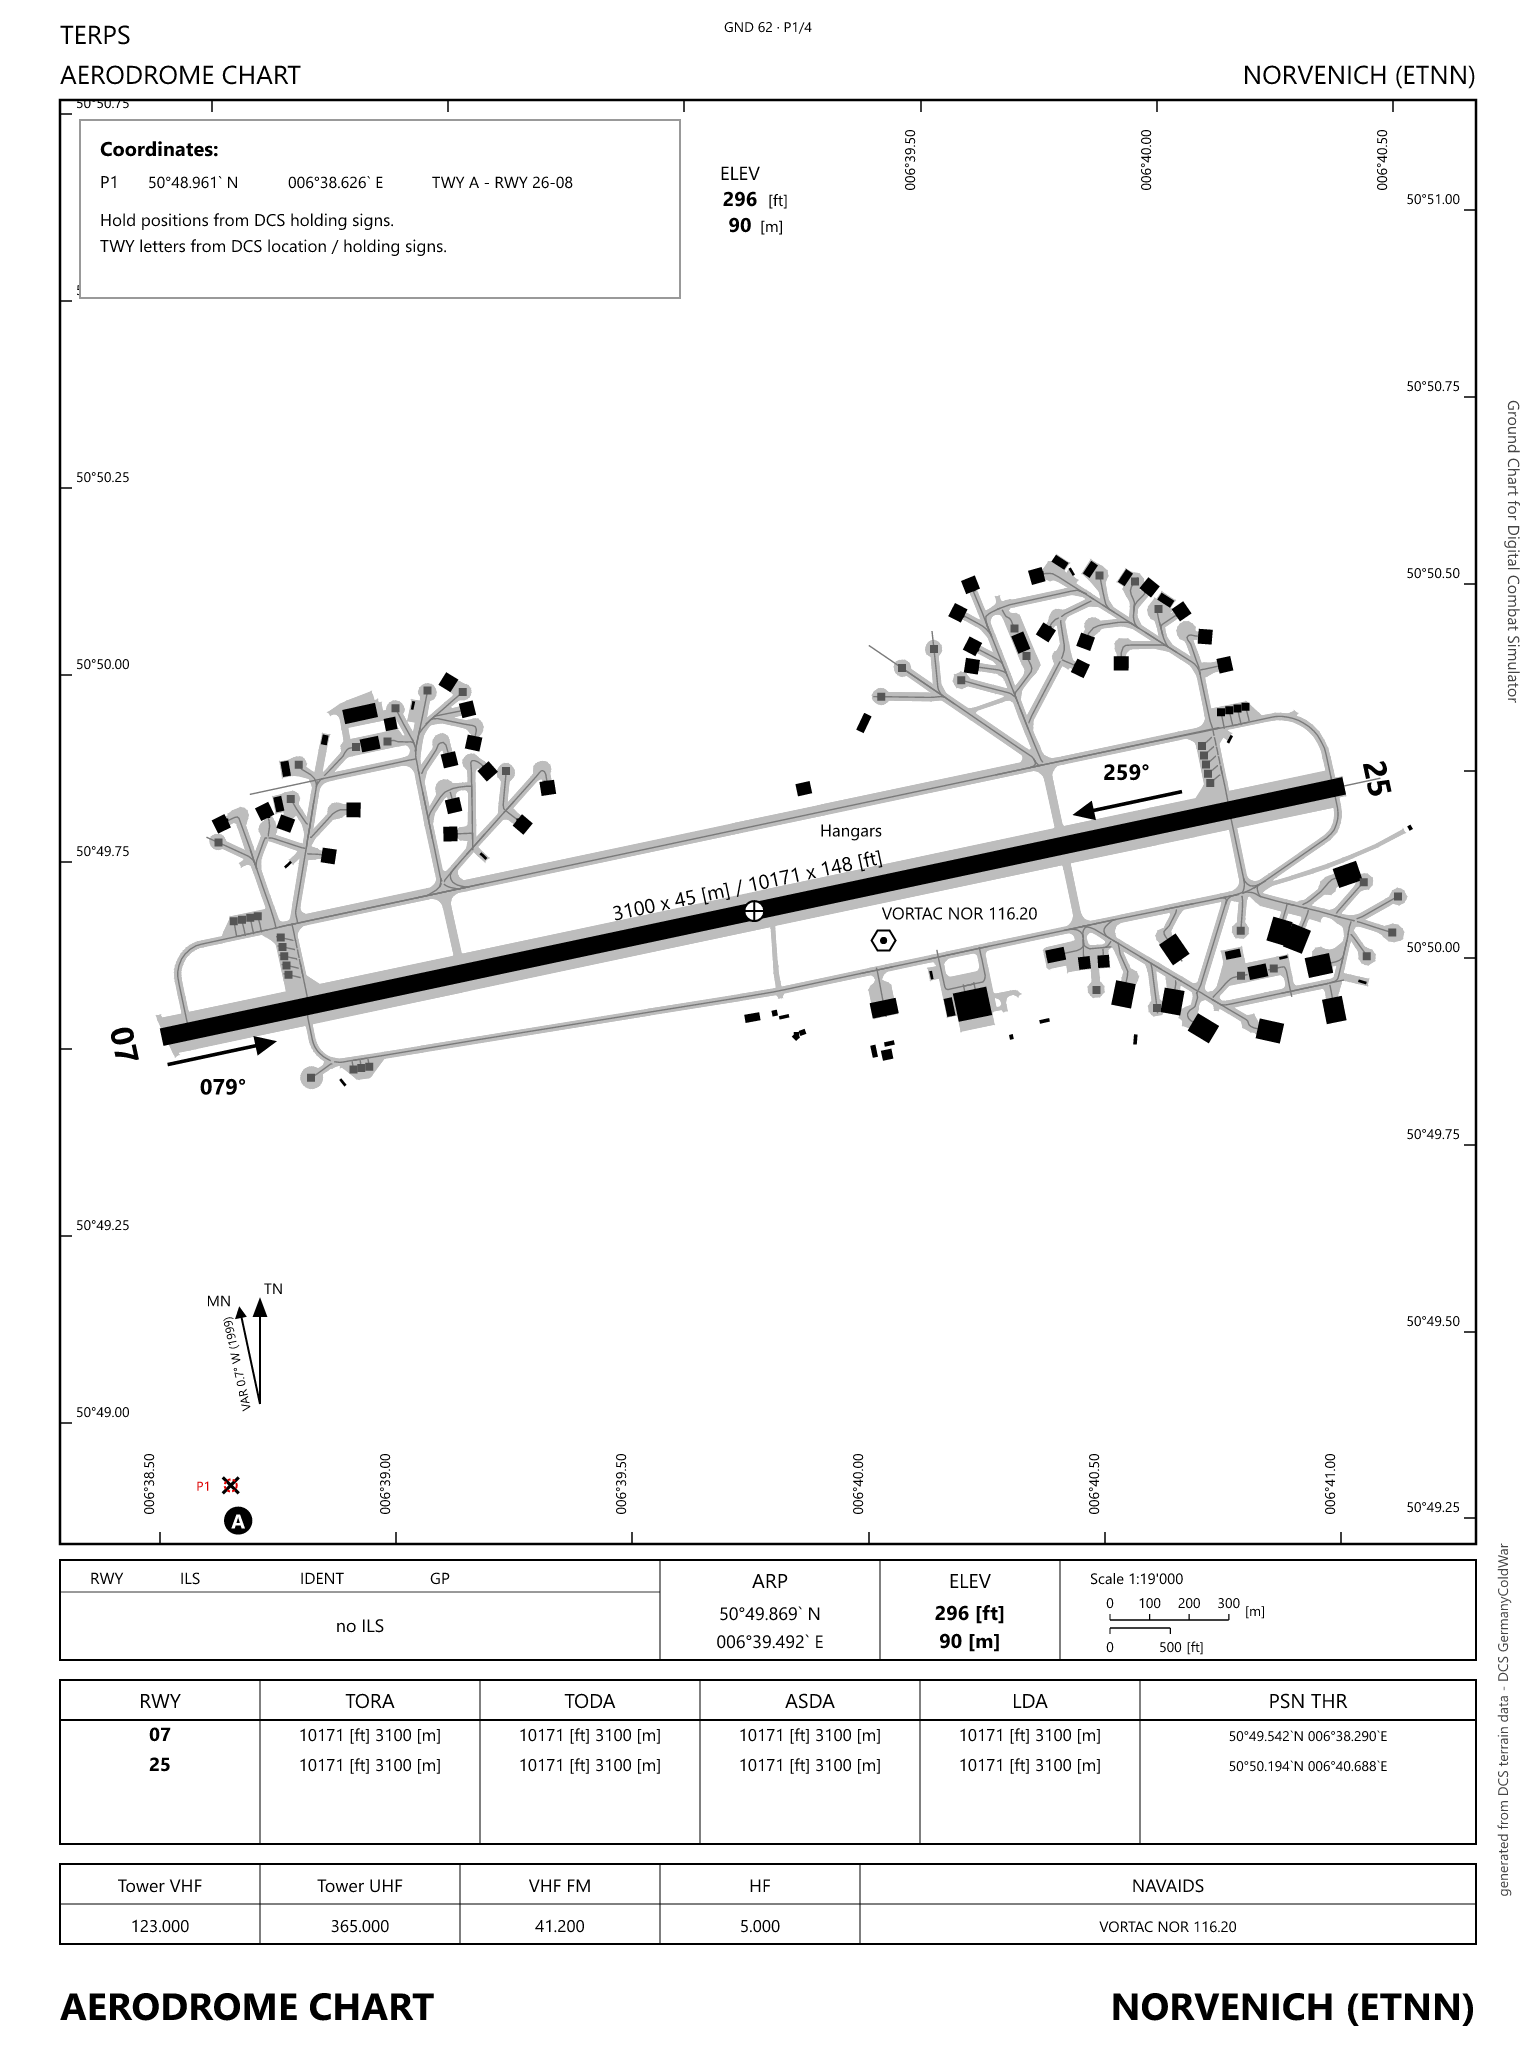 TERPS
GND 62 · P1/4
AERODROME CHART
NORVENICH (ETNN)
50°50.75
Coordinates:
P1 50°48.961` N 006°38.626` E TWY A - RWY 26-08
Hold positions from DCS holding signs.
TWY letters from DCS location / holding signs.
ELEV
296 [ft]
90 [m]
006°39.50
006°40.00
006°40.50
50°51.00
50°50.75
50°50.25
50°50.50
50°50.00
259°
25
Hangars
50°49.75
3100 x 45 [m] / 10171 x 148 [ft]
VORTAC NOR 116.20
50°50.00
07
079°
50°49.75
50°49.25
TN
MN
VAR 0.7° W (1999)
50°49.50
50°49.00
006°38.50
006°39.00
006°39.50
006°40.00
006°40.50
006°41.00
P1
A
50°49.25
Ground Chart for Digital Combat Simulator
generated from DCS terrain data - DCS GermanyColdWar
RWY ILS IDENT GP
no ILS
ARP
50°49.869` N
006°39.492` E
ELEV
296 [ft]
90 [m]
Scale 1:19'000
0 100 200 300 [m]
0 500 [ft]
RWY TORA TODA ASDA LDA PSN THR
07 10171 [ft] 3100 [m] 10171 [ft] 3100 [m] 10171 [ft] 3100 [m] 10171 [ft] 3100 [m] 50°49.542`N 006°38.290`E
25 10171 [ft] 3100 [m] 10171 [ft] 3100 [m] 10171 [ft] 3100 [m] 10171 [ft] 3100 [m] 50°50.194`N 006°40.688`E
Tower VHF Tower UHF VHF FM HF NAVAIDS
123.000 365.000 41.200 5.000 VORTAC NOR 116.20
AERODROME CHART
NORVENICH (ETNN)